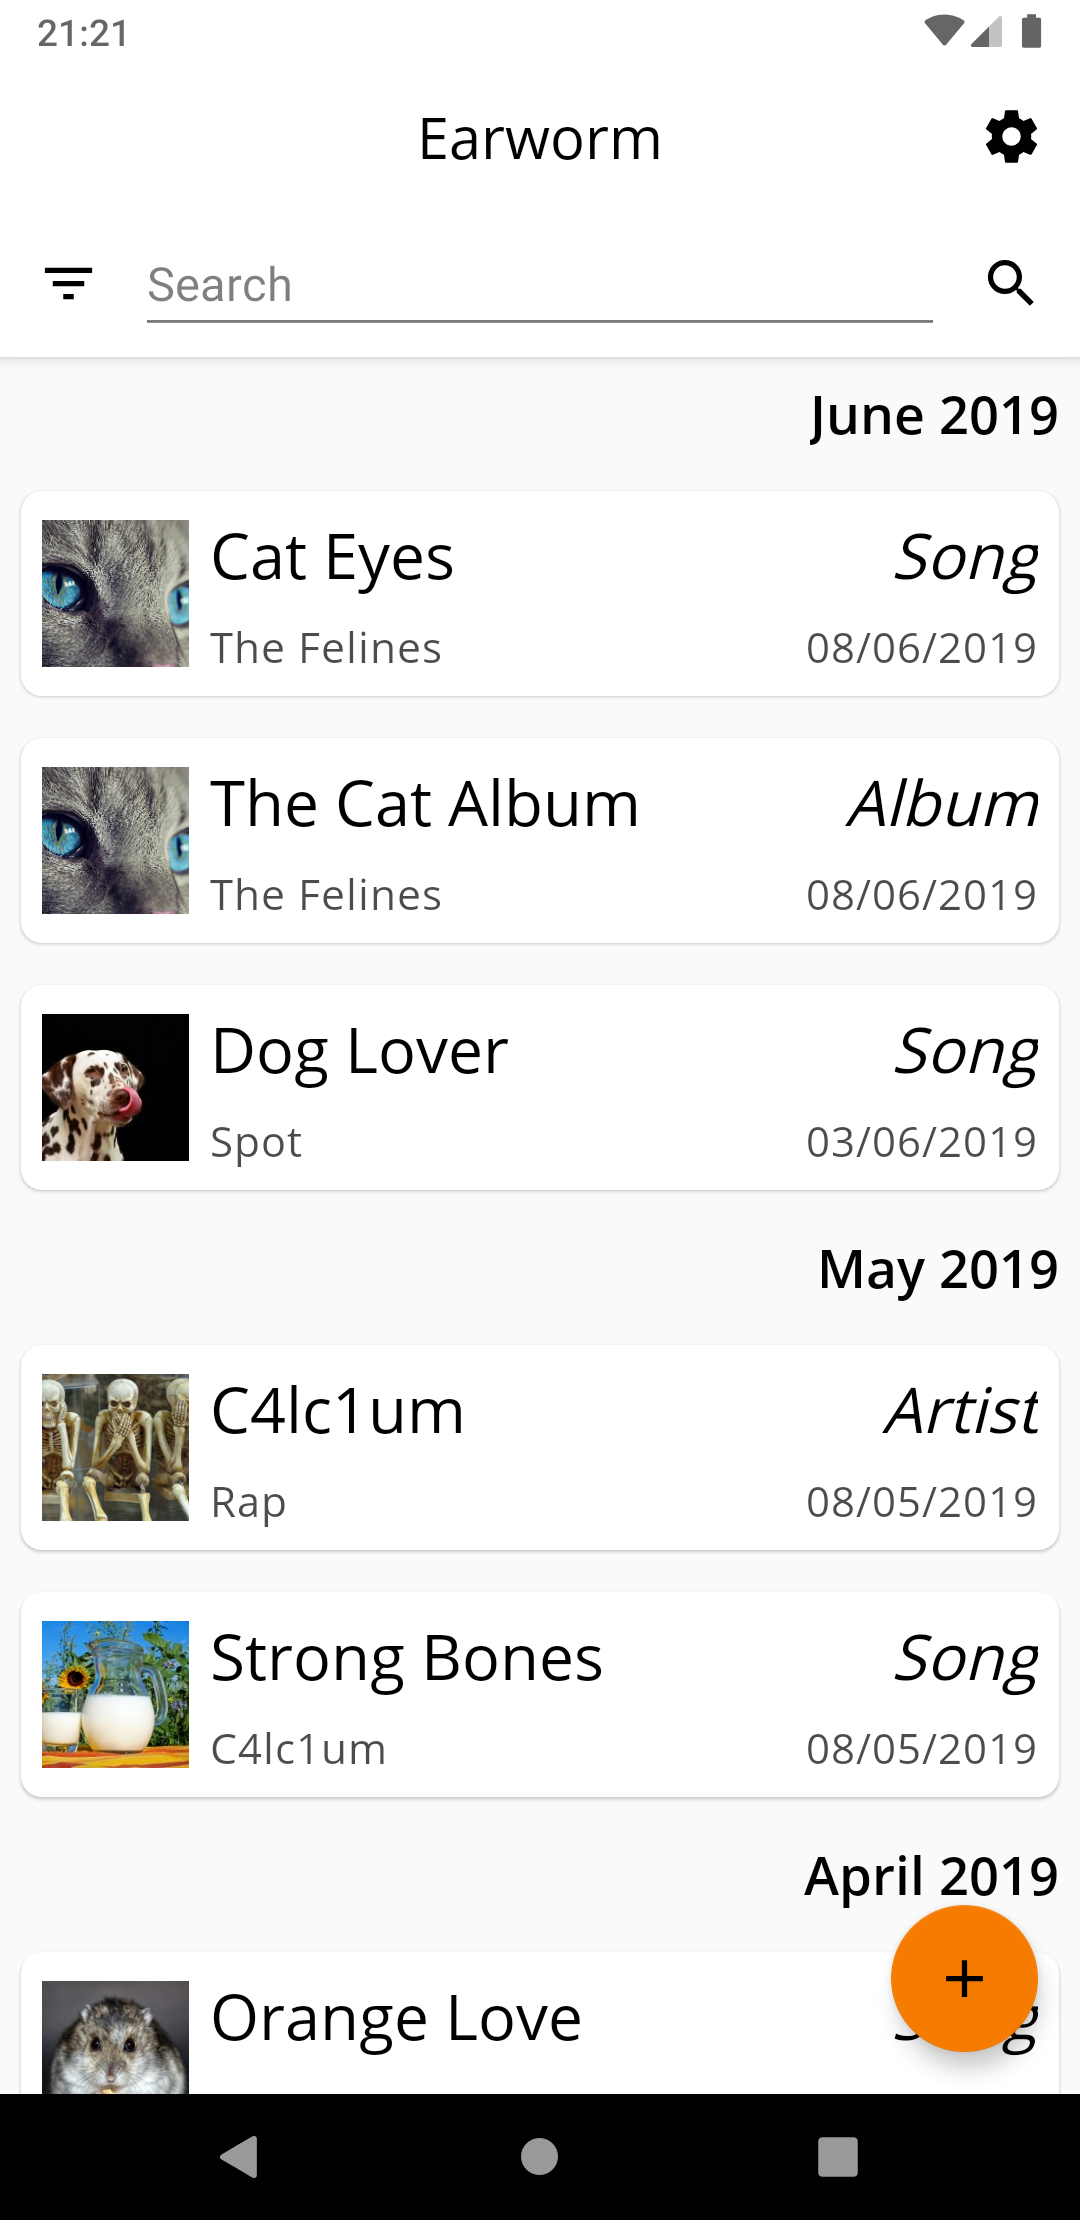 21:21
Earworm
Search
June 2019
Cat Eyes Song
The Felines 08/06/2019
The Cat Album Album
The Felines 08/06/2019
Dog Lover Song
Spot 03/06/2019
May 2019
C4lc1um Artist
Rap 08/05/2019
Strong Bones Song
C4lc1um 08/05/2019
April 2019
Orange Love